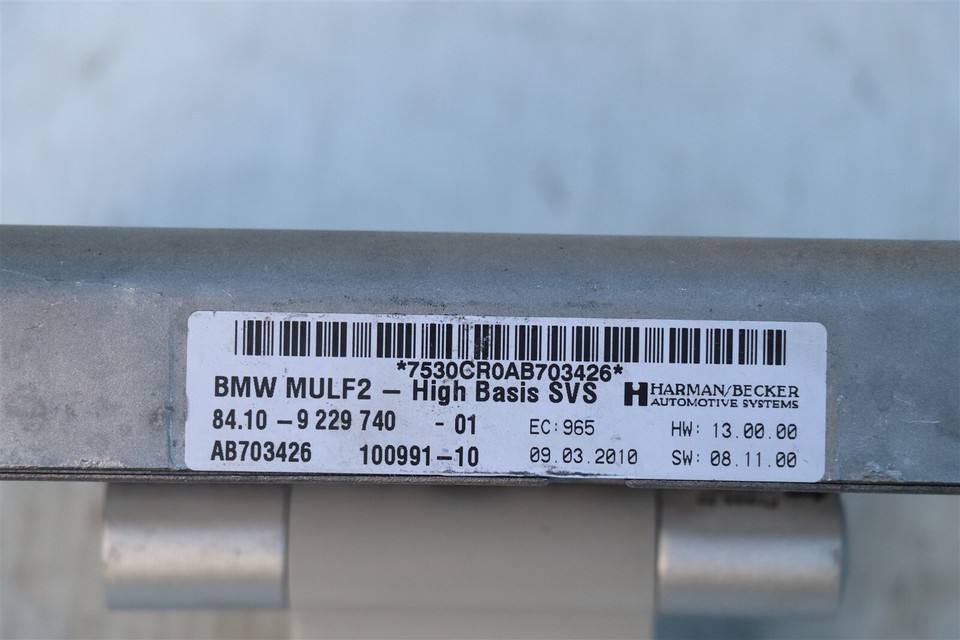 *7530CR0AB703426*
BMW MULF2 – High Basis SVS
HARMAN/BECKER
AUTOMOTIVE SYSTEMS
84.10 – 9 229 740 - 01 EC: 965 HW: 13.00.00
AB703426 100991–10 09.03.2010 SW: 08.11.00